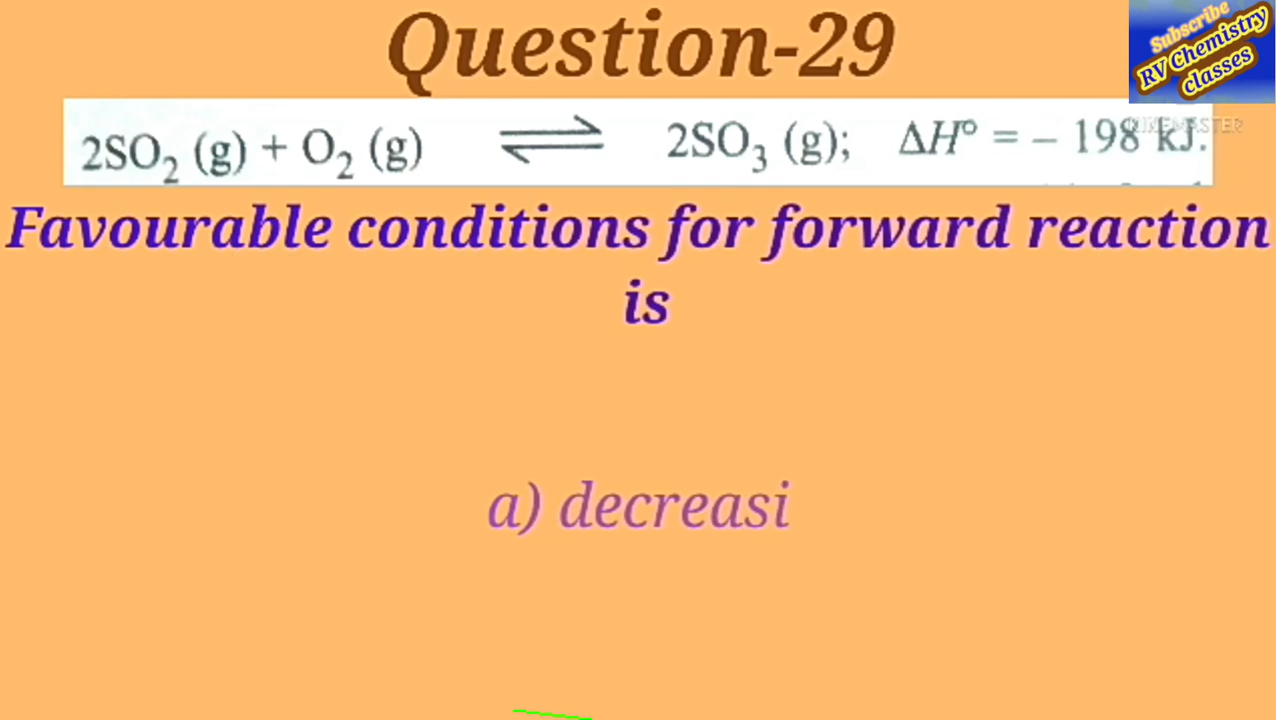 Question-29
Subscribe
RV Chemistry
classes
2SO₂ (g) + O₂ (g) ⇌ 2SO₃ (g); ΔH° = – 198 kJ.
Favourable conditions for forward reaction
is
a) decreasi